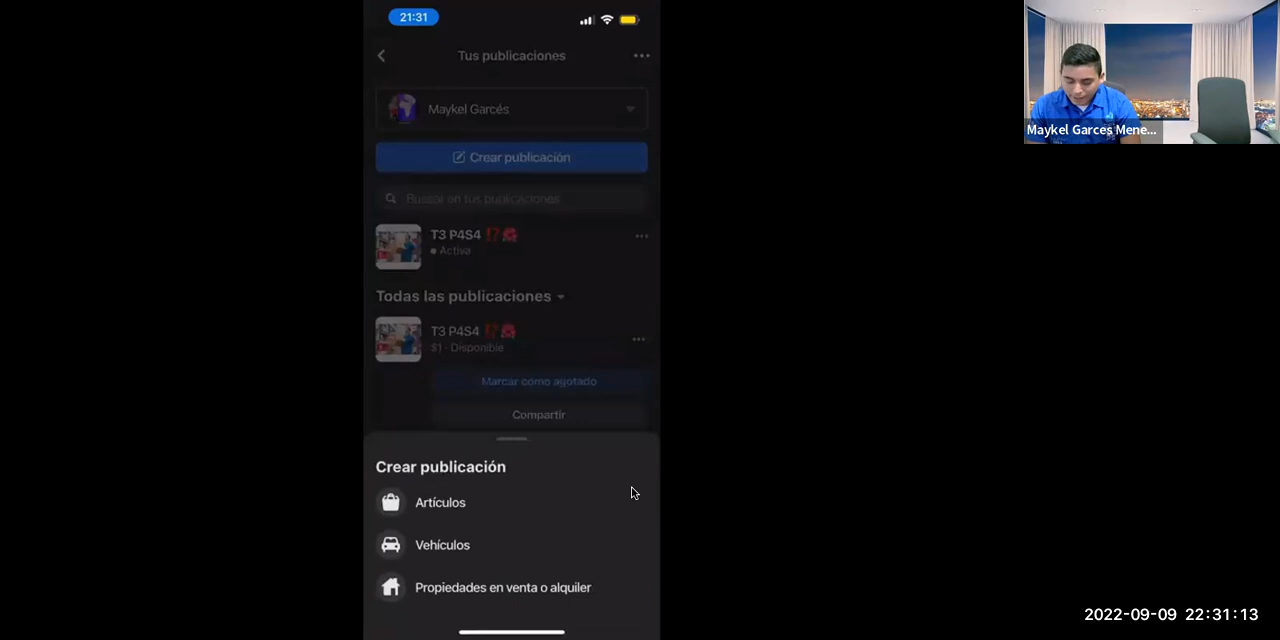 21:31
Tus publicaciones
Maykel Garcés
Crear publicación
Buscar en tus publicaciones
T3 P4S4 ⁉️🌺
Activa
Todas las publicaciones
T3 P4S4 ⁉️🌺
$1 · Disponible
Marcar como agotado
Compartir
Crear publicación
Artículos
Vehículos
Propiedades en venta o alquiler
Maykel Garces Mene...
2022-09-09 22:31:13